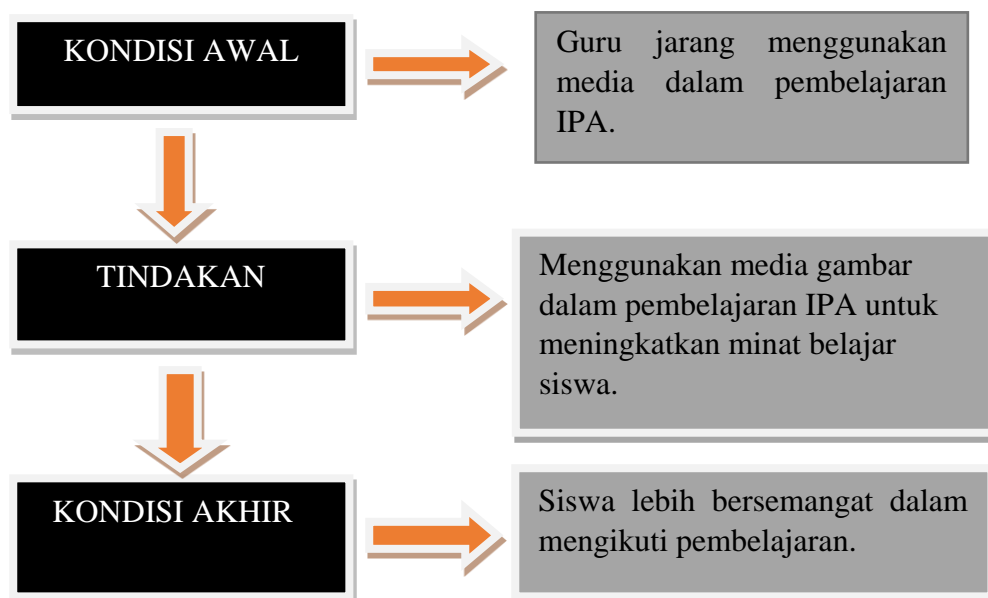 KONDISI AWAL
Guru jarang menggunakan
media dalam pembelajaran
IPA.
TINDAKAN
Menggunakan media gambar
dalam pembelajaran IPA untuk
meningkatkan minat belajar
siswa.
KONDISI AKHIR
Siswa lebih bersemangat dalam
mengikuti pembelajaran.